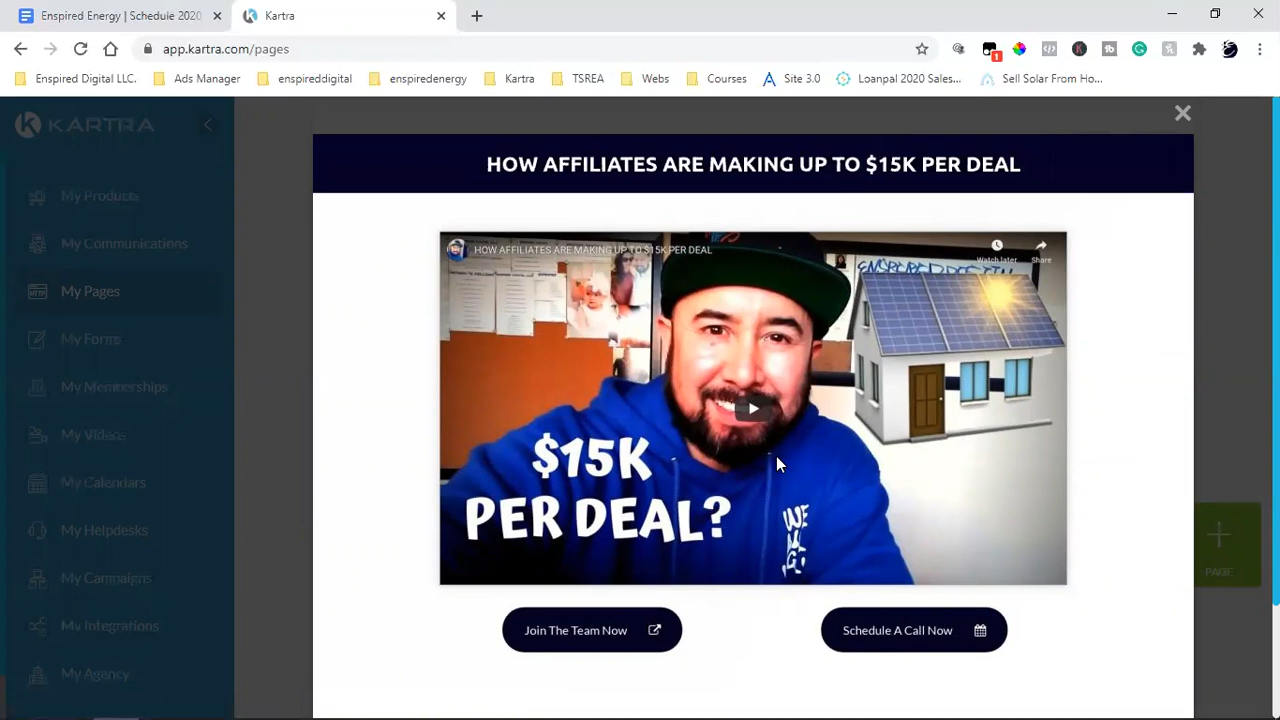 Enspired Energy | Schedule 2020
Kartra
app.kartra.com/pages
1
Enspired Digital LLC.
Ads Manager
enspireddigital
enspiredenergy
Kartra
TSREA
Webs
Courses
Site 3.0
Loanpal 2020 Sales...
Sell Solar From Ho...
KARTRA
My Products
My Communications
My Pages
My Forms
My Memberships
My Videos
My Calendars
My Helpdesks
My Campaigns
My Integrations
My Agency
HOW AFFILIATES ARE MAKING UP TO $15K PER DEAL
HOW AFFILIATES ARE MAKING UP TO $15K PER DEAL
Watch later
Share
$15K
PER DEAL?
Join The Team Now
Schedule A Call Now
PAGE